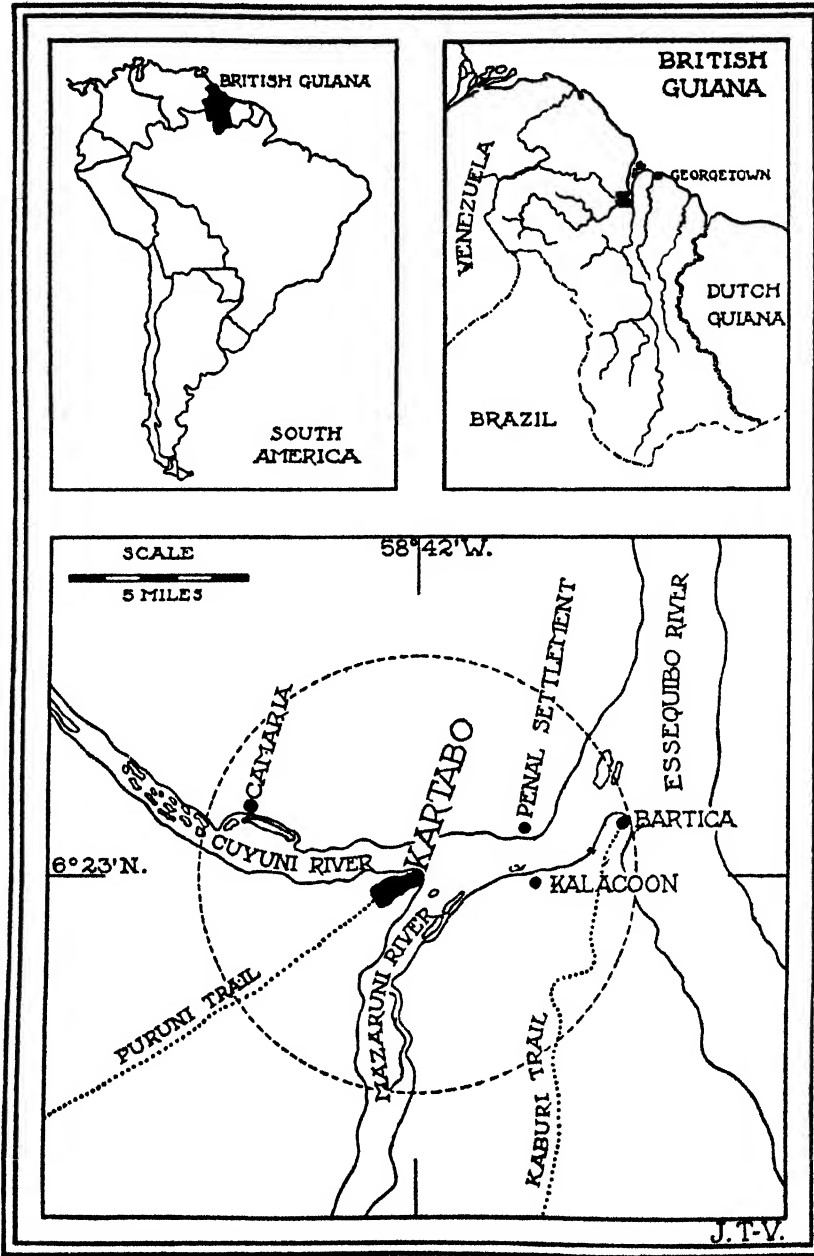 BRITISH GUIANA
SOUTH
AMERICA
BRITISH
GUIANA
GEORGETOWN
VENEZUELA
DUTCH
GUIANA
BRAZIL
SCALE
5 MILES
58°42'W.
PENAL SETTLEMENT
ESSEQUIBO RIVER
CAMARIA
KARTABO
BARTICA
CUYUNI RIVER
6°23'N.
KALACOON
MAZARUNI RIVER
PURUNI TRAIL
KABURI TRAIL
J.T-V.